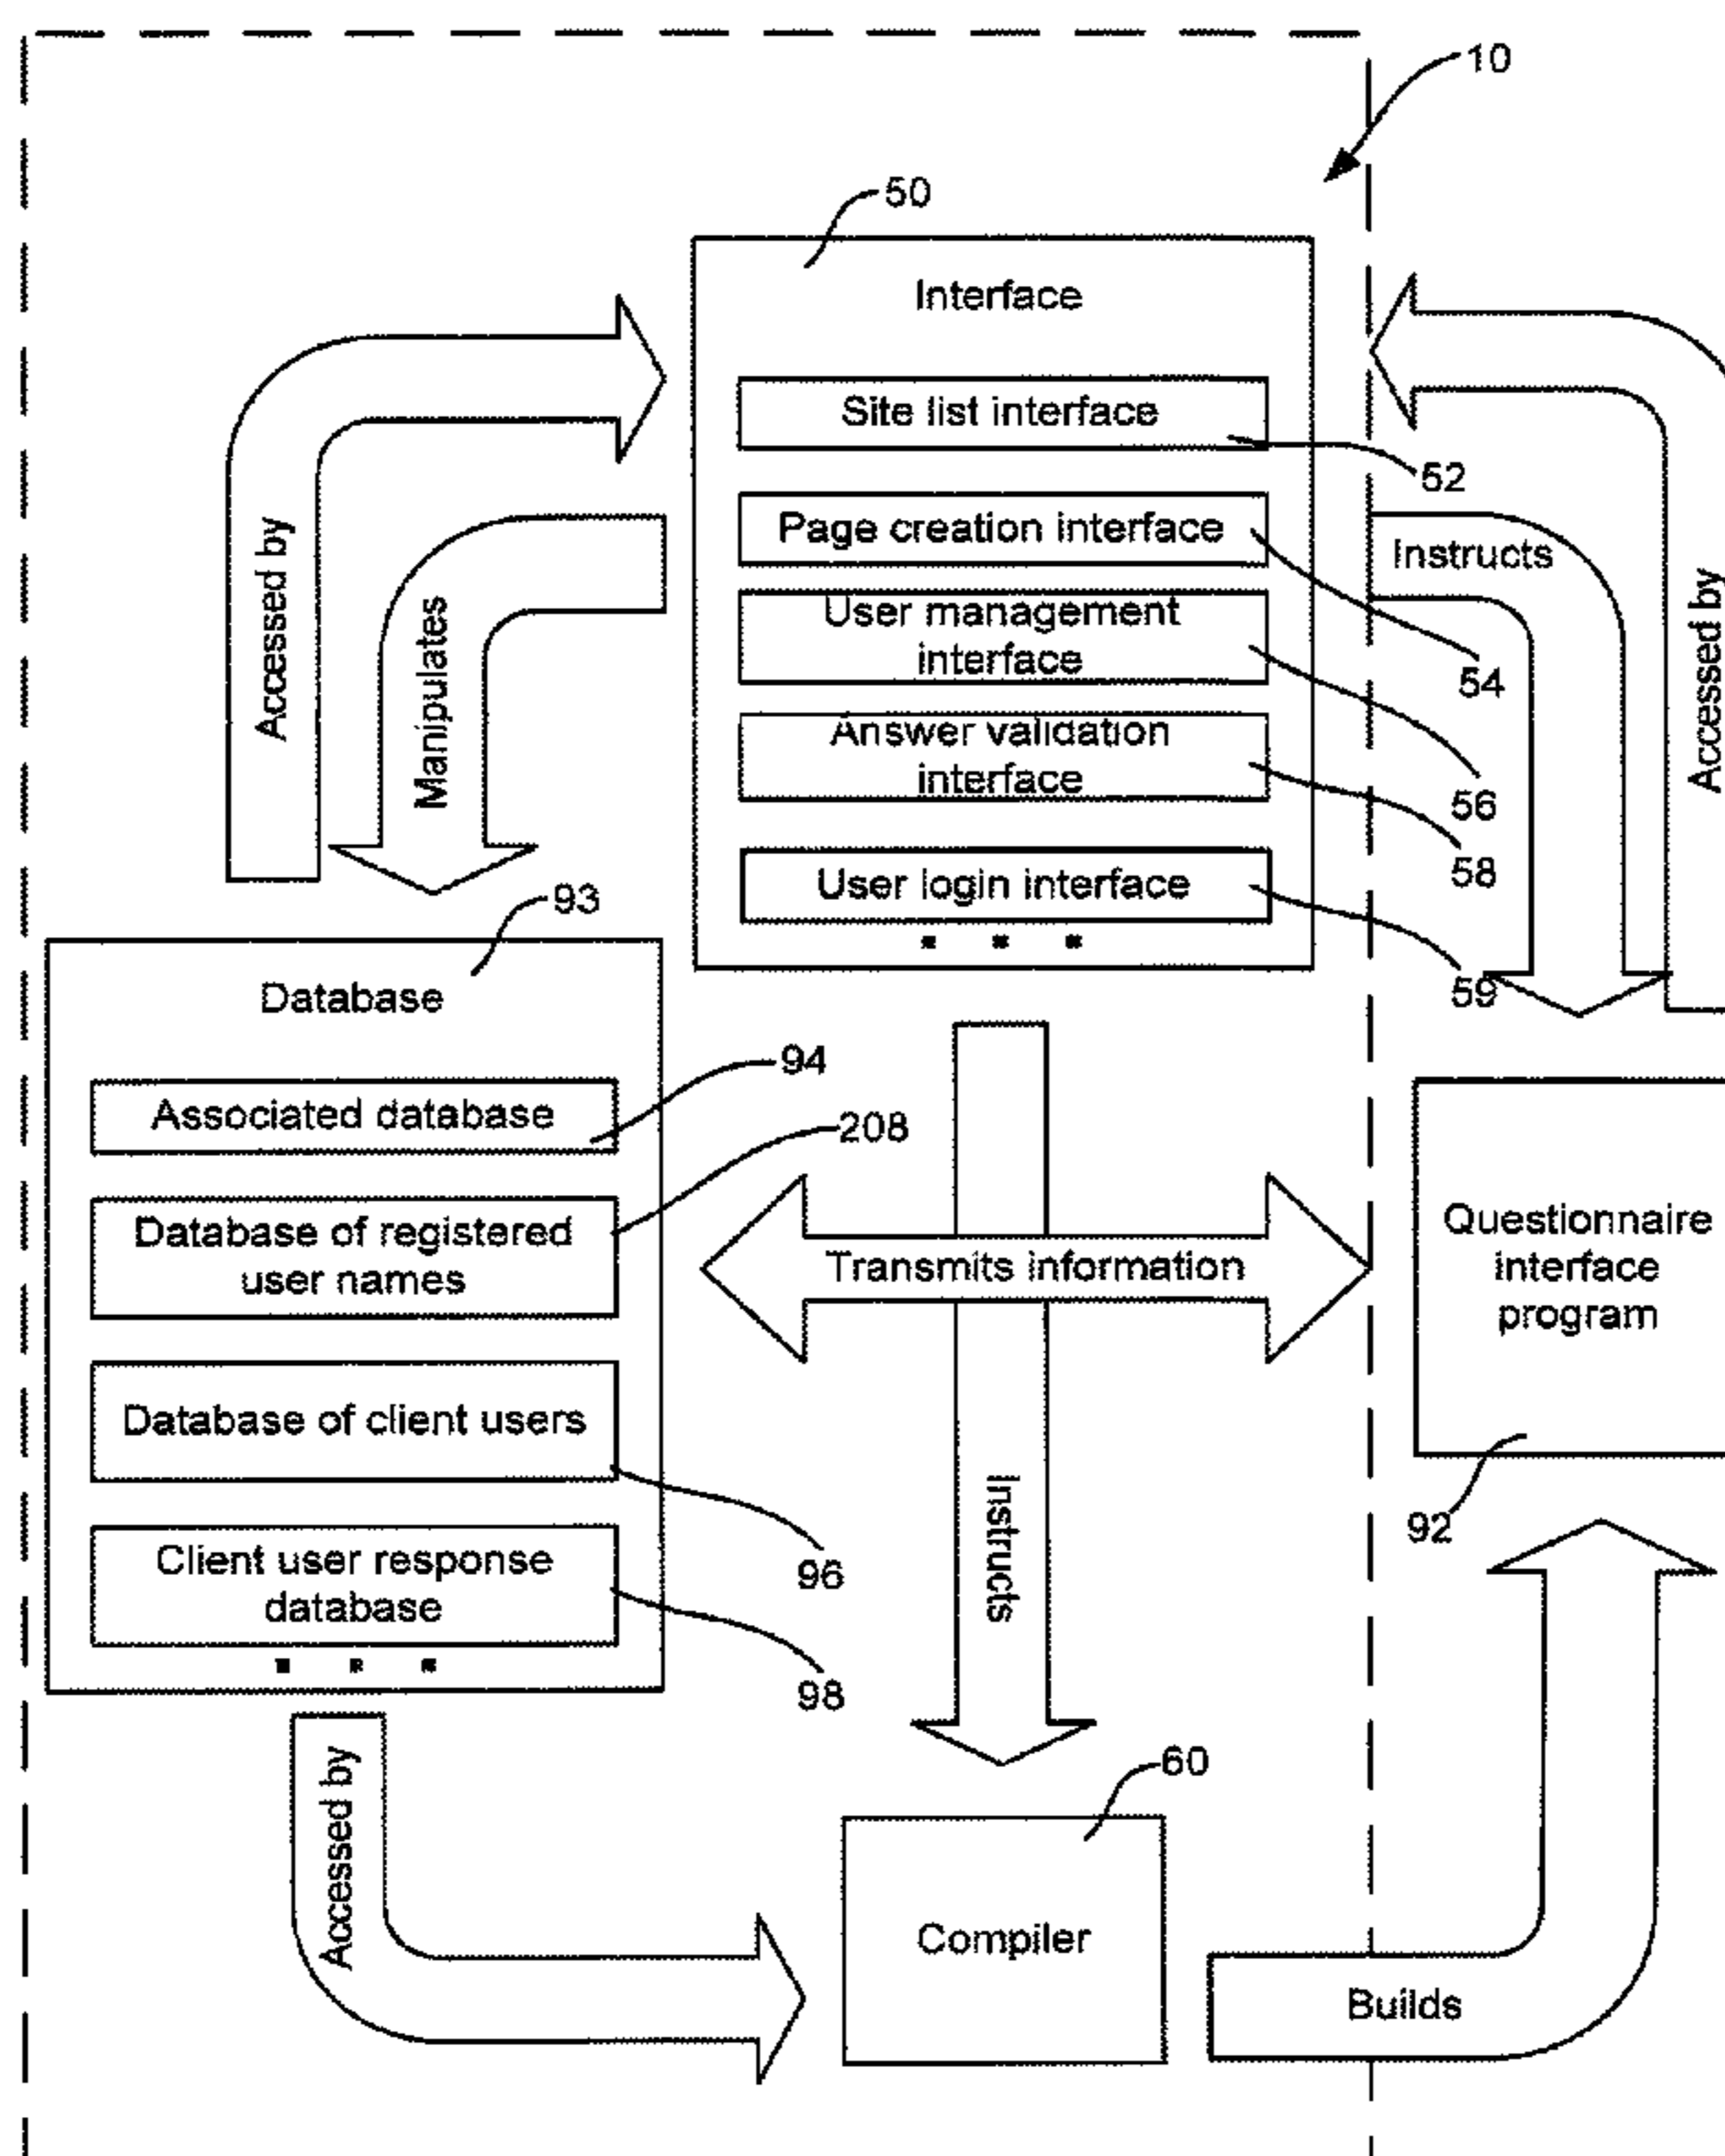 10
50
Interface
Site list interface
52
Page creation interface
Instructs
User management
interface
54
Answer validation
interface
56
User login interface
58
59
Accessed by
Manipulates
Accessed by
93
Database
Associated database
94
Database of registered
user names
208
Database of client users
96
Client user response
database
98
Transmits information
Questionnaire
interface
program
92
Instructs
60
Compiler
Accessed by
Builds